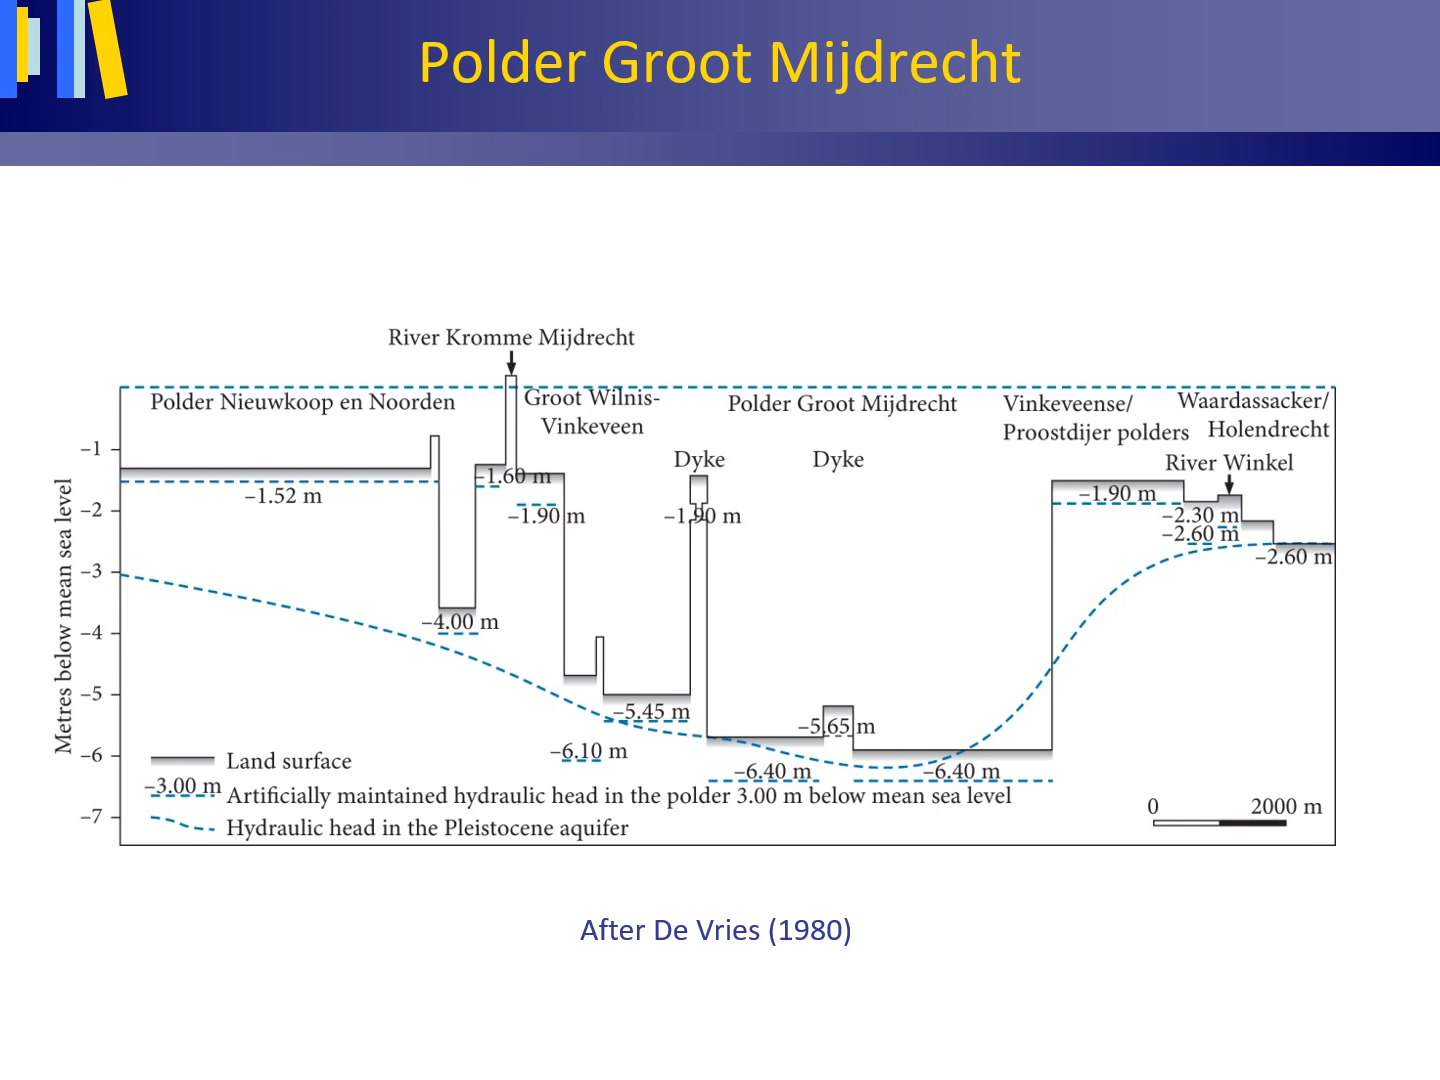 Polder Groot Mijdrecht
River Kromme Mijdrecht
Polder Nieuwkoop en Noorden
Groot Wilnis-
Vinkeveen
Polder Groot Mijdrecht
Vinkeveense/
Proostdijer polders
Waardassacker/
Holendrecht
River Winkel
Dyke
Dyke
Metres below mean sea level
–1
–2
–3
–4
–5
–6
–7
–1.52 m
–4.00 m
–1.60 m
–1.90 m
–6.10 m
–5.45 m
–1.90 m
–6.40 m
–5.65 m
–6.40 m
–1.90 m
–2.30 m
–2.60 m
–2.60 m
Land surface
–3.00 m Artificially maintained hydraulic head in the polder 3.00 m below mean sea level
Hydraulic head in the Pleistocene aquifer
0 2000 m
After De Vries (1980)